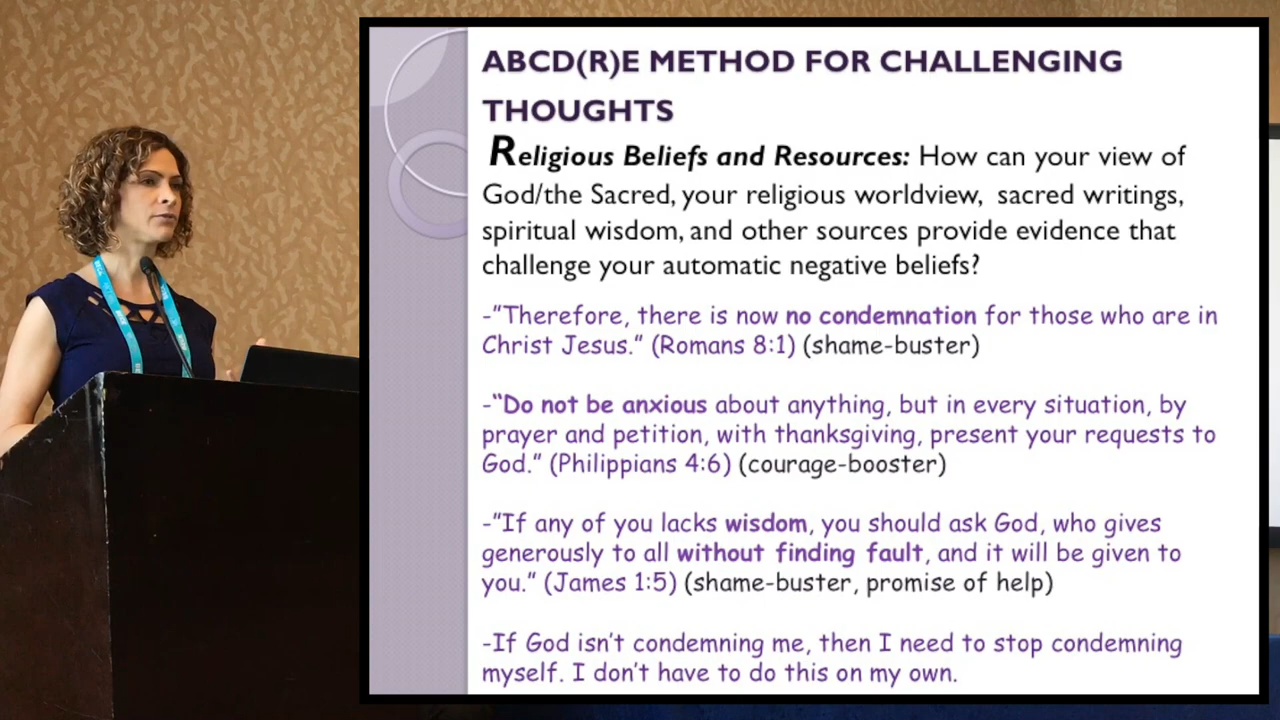 ABCD(R)E METHOD FOR CHALLENGING
THOUGHTS
Religious Beliefs and Resources: How can your view of
God/the Sacred, your religious worldview,  sacred writings,
spiritual wisdom, and other sources provide evidence that
challenge your automatic negative beliefs?
-"Therefore, there is now no condemnation for those who are in
Christ Jesus." (Romans 8:1) (shame-buster)
-"Do not be anxious about anything, but in every situation, by
prayer and petition, with thanksgiving, present your requests to
God." (Philippians 4:6) (courage-booster)
-"If any of you lacks wisdom, you should ask God, who gives
generously to all without finding fault, and it will be given to
you." (James 1:5) (shame-buster, promise of help)
-If God isn't condemning me, then I need to stop condemning
myself. I don't have to do this on my own.